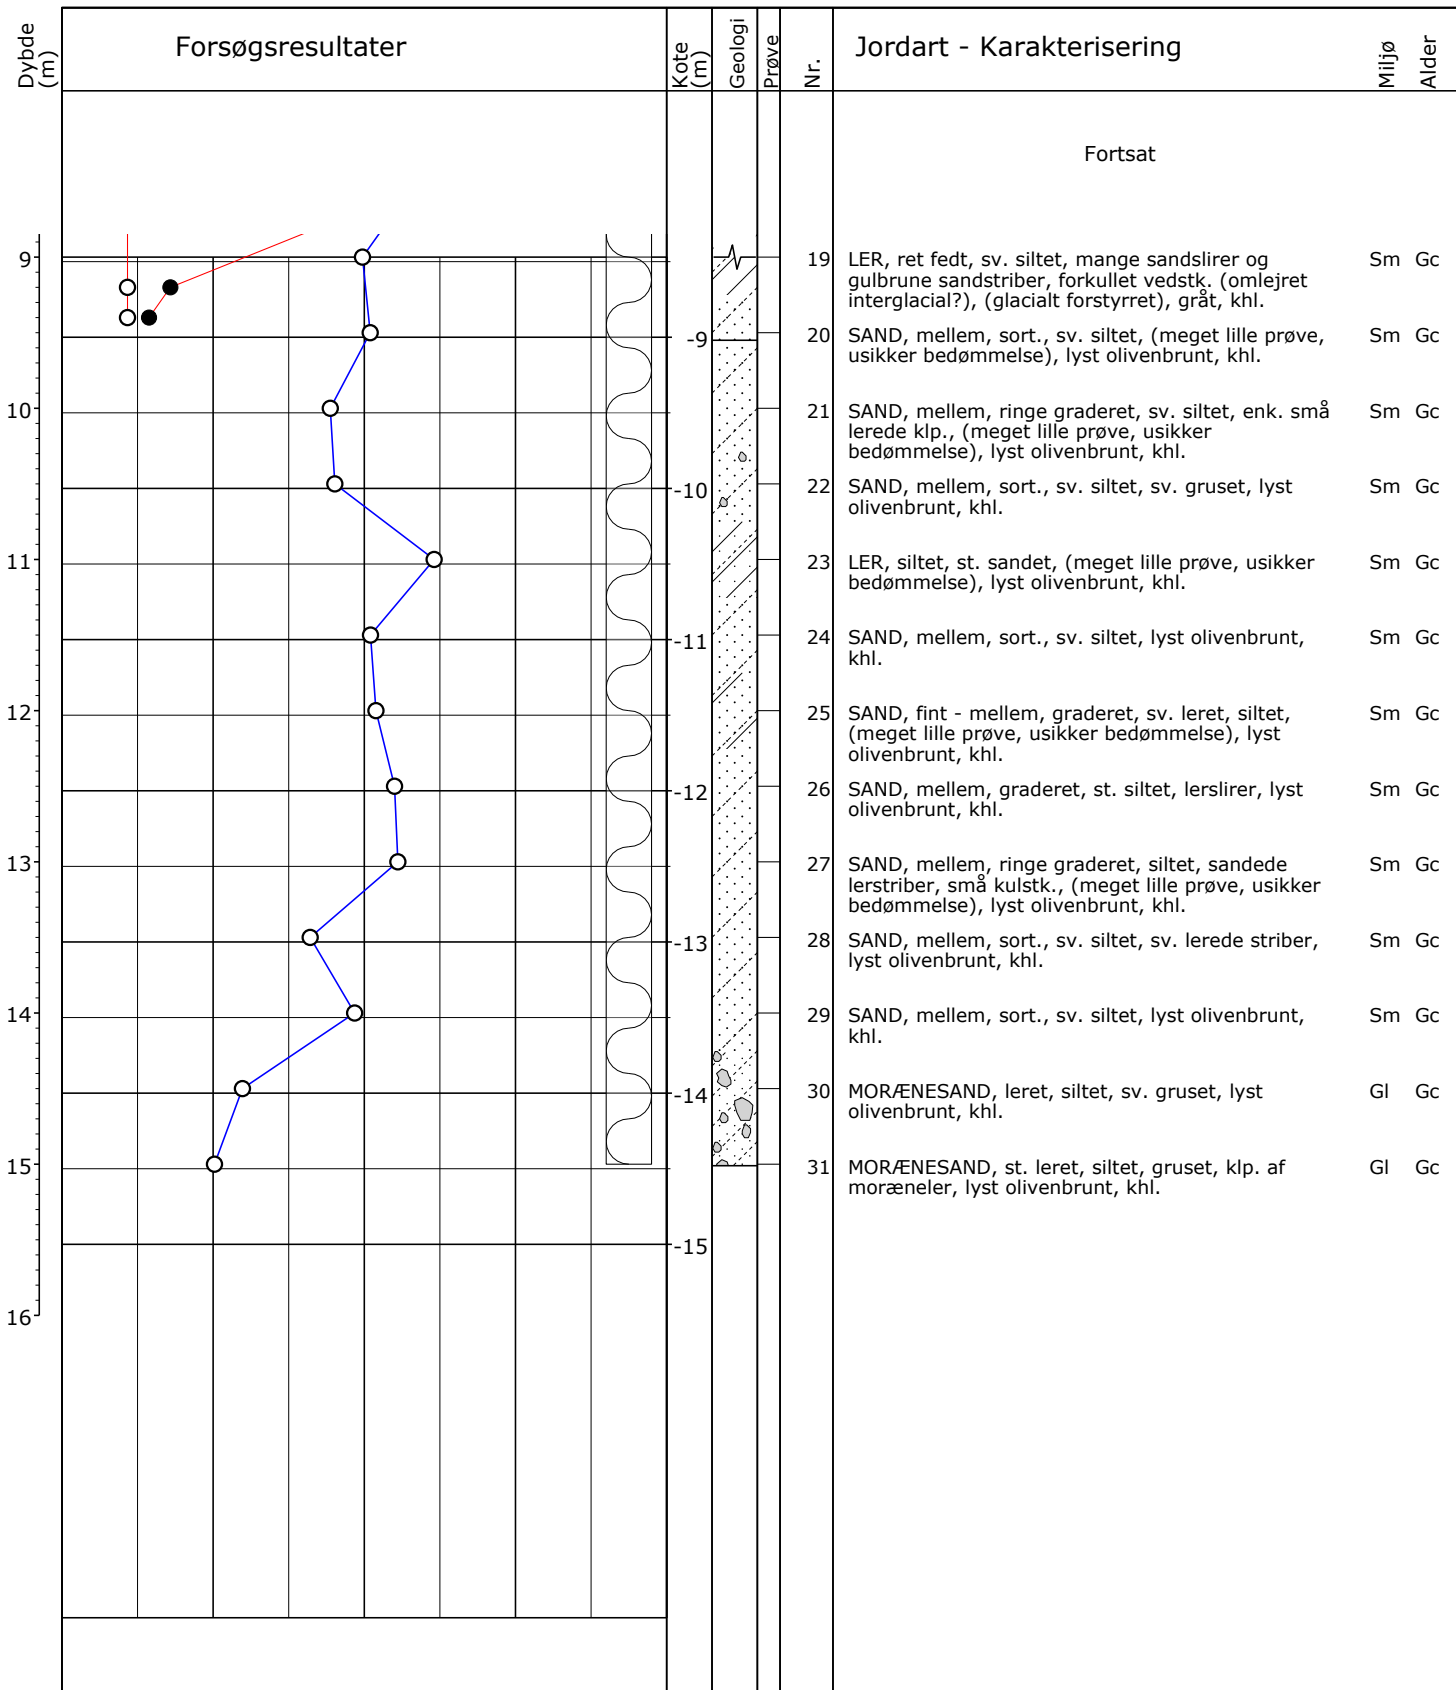 Dybde
(m)
Forsøgsresultater
Kote
(m)
Geologi
Prøve
Nr.
Jordart - Karakterisering
Miljø
Alder
Fortsat
9
19 LER, ret fedt, sv. siltet, mange sandslirer og Sm Gc
gulbrune sandstriber, forkullet vedstk. (omlejret
interglacial?), (glacialt forstyrret), gråt, khl.
-9
20 SAND, mellem, sort., sv. siltet, (meget lille prøve, Sm Gc
usikker bedømmelse), lyst olivenbrunt, khl.
10
21 SAND, mellem, ringe graderet, sv. siltet, enk. små Sm Gc
lerede klp., (meget lille prøve, usikker
bedømmelse), lyst olivenbrunt, khl.
-10
22 SAND, mellem, sort., sv. siltet, sv. gruset, lyst Sm Gc
olivenbrunt, khl.
11
23 LER, siltet, st. sandet, (meget lille prøve, usikker Sm Gc
bedømmelse), lyst olivenbrunt, khl.
-11
24 SAND, mellem, sort., sv. siltet, lyst olivenbrunt, Sm Gc
khl.
12
25 SAND, fint - mellem, graderet, sv. leret, siltet, Sm Gc
(meget lille prøve, usikker bedømmelse), lyst
olivenbrunt, khl.
-12
26 SAND, mellem, graderet, st. siltet, lerslirer, lyst Sm Gc
olivenbrunt, khl.
13
27 SAND, mellem, ringe graderet, siltet, sandede Sm Gc
lerstriber, små kulstk., (meget lille prøve, usikker
bedømmelse), lyst olivenbrunt, khl.
-13
28 SAND, mellem, sort., sv. siltet, sv. lerede striber, Sm Gc
lyst olivenbrunt, khl.
14
29 SAND, mellem, sort., sv. siltet, lyst olivenbrunt, Sm Gc
khl.
-14
30 MORÆNESAND, leret, siltet, sv. gruset, lyst Gl Gc
olivenbrunt, khl.
15
31 MORÆNESAND, st. leret, siltet, gruset, klp. af Gl Gc
moræneler, lyst olivenbrunt, khl.
-15
16